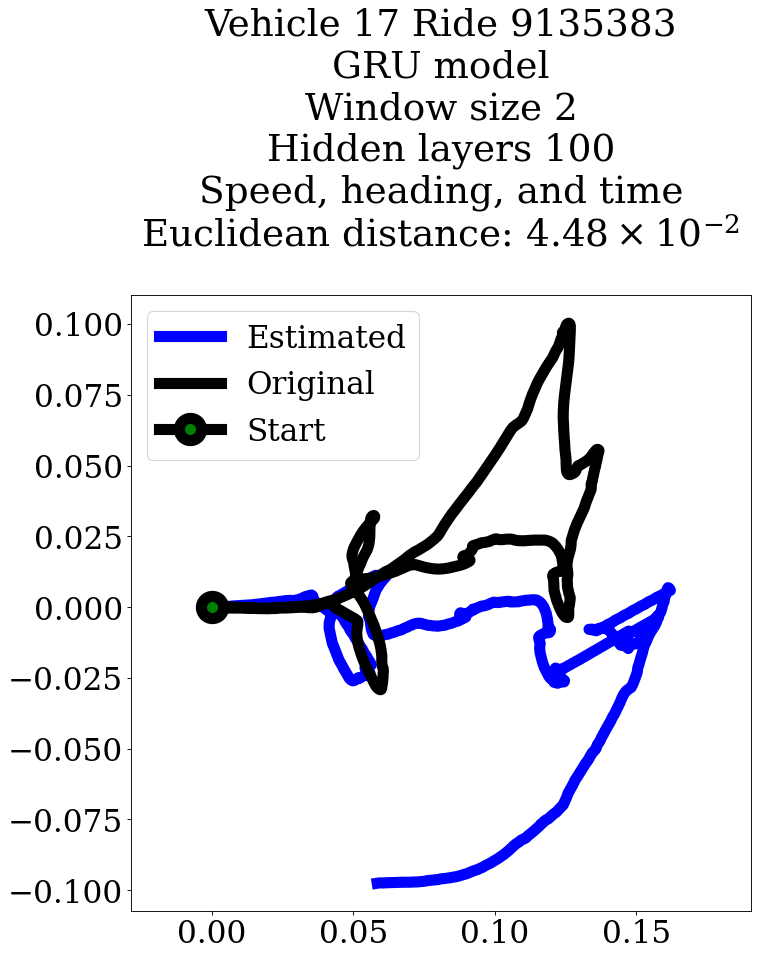 Vehicle 17 Ride 9135383
GRU model
Window size 2
Hidden layers 100
Speed, heading, and time
Euclidean distance: 4.48 × 10⁻²
Estimated
Original
Start
0.100
0.075
0.050
0.025
0.000
−0.025
−0.050
−0.075
−0.100
0.00 0.05 0.10 0.15